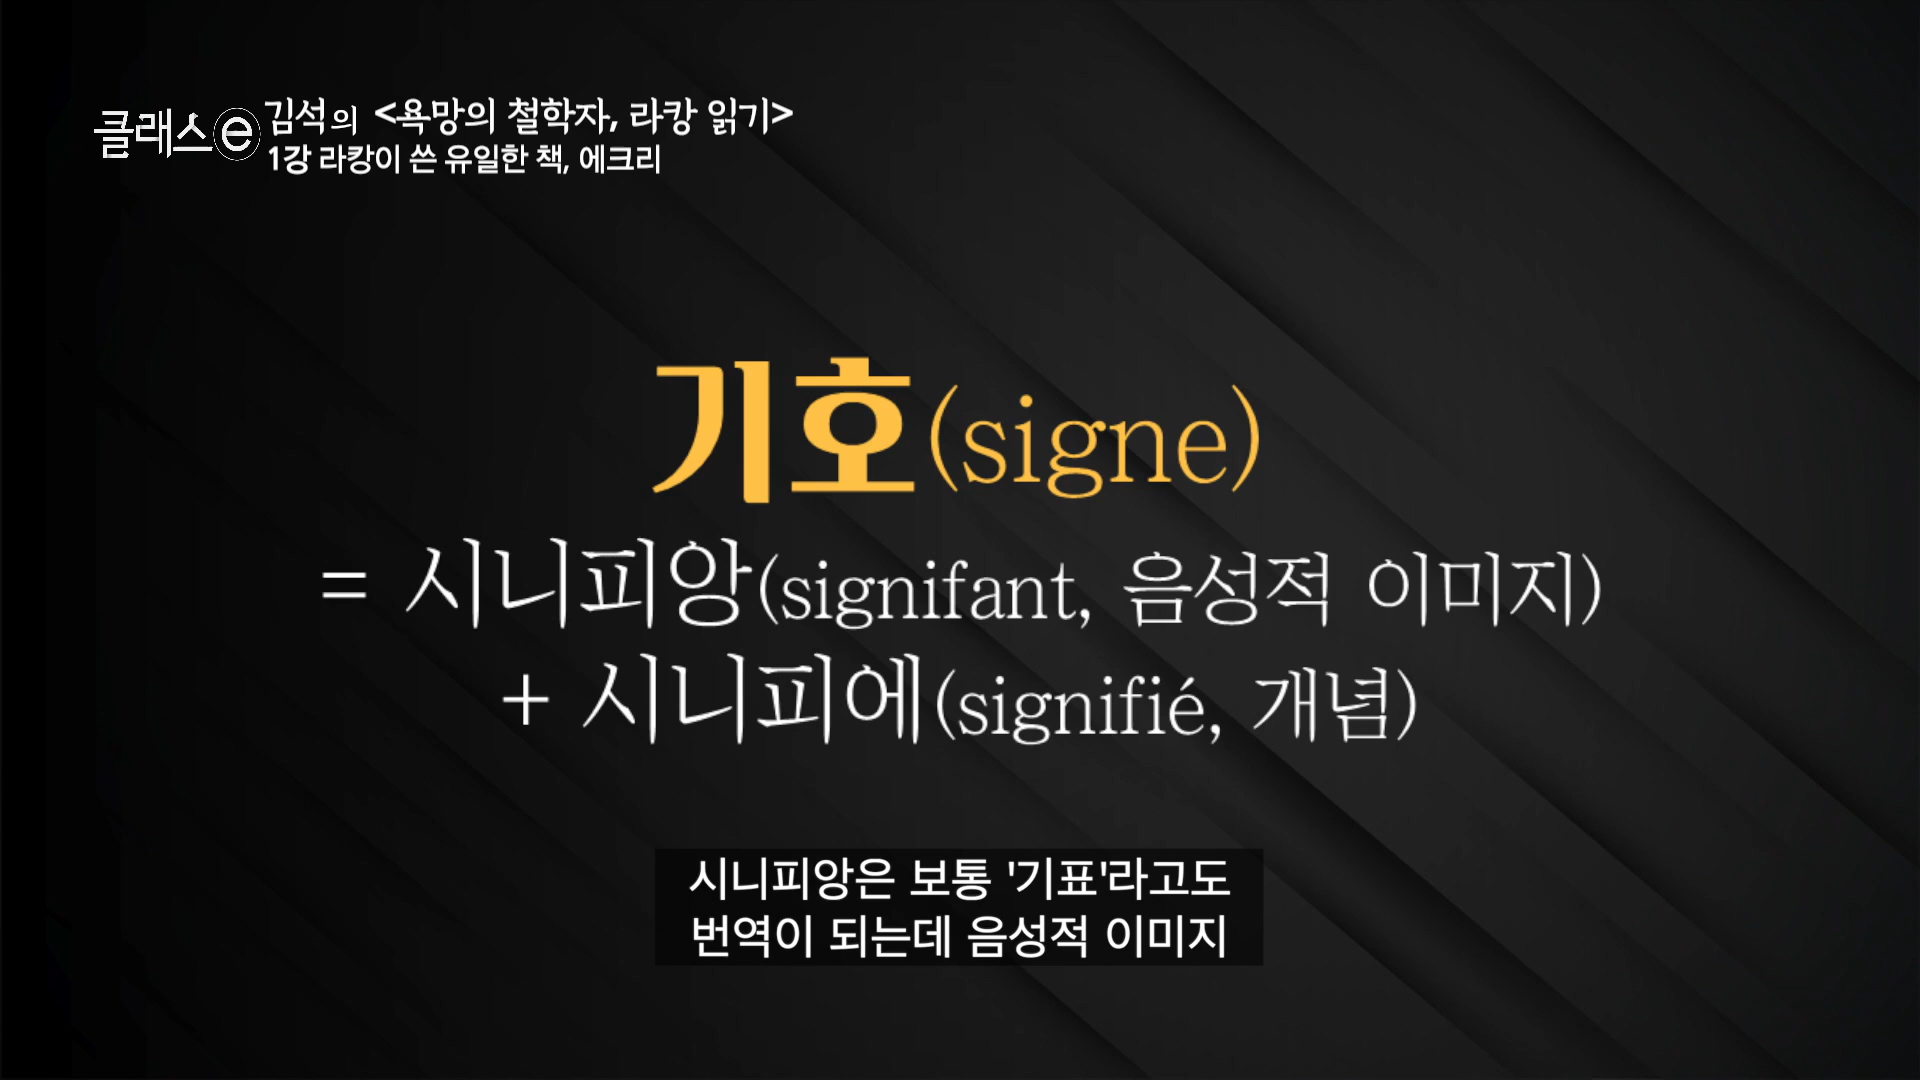 클래스e 김석의 <욕망의 철학자, 라캉 읽기>
1강 라캉이 쓴 유일한 책, 에크리
기호(signe)
= 시니피앙(signifant, 음성적 이미지)
+ 시니피에(signifié, 개념)
시니피앙은 보통 '기표'라고도
번역이 되는데 음성적 이미지